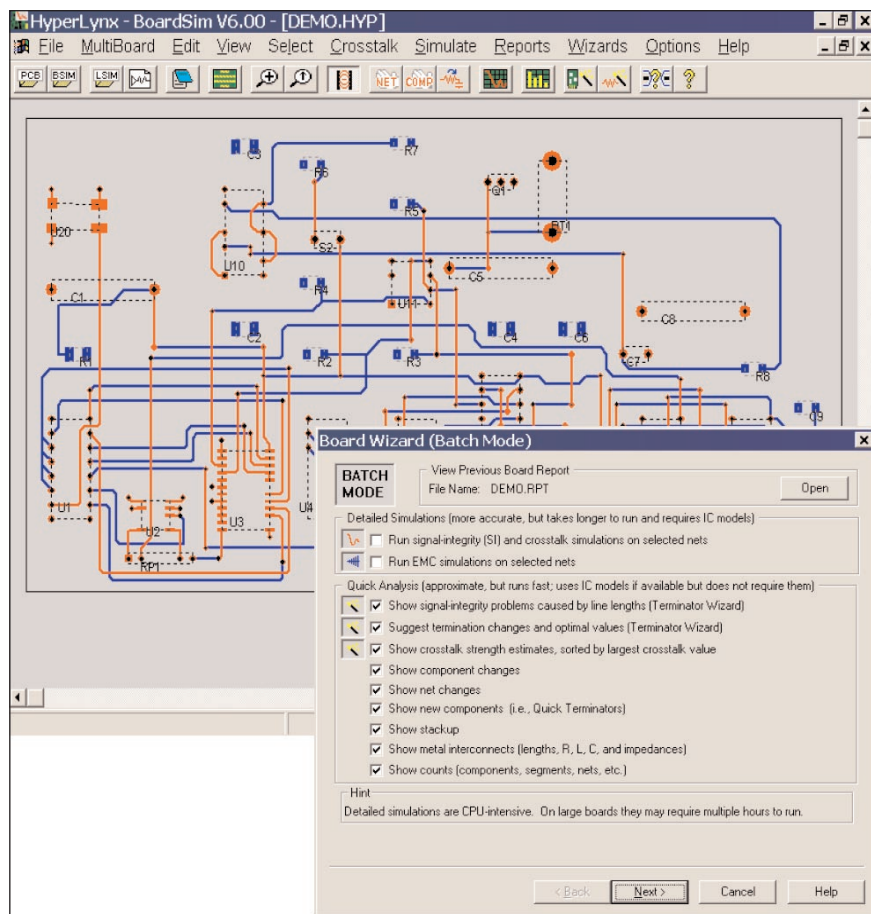 HyperLynx - BoardSim V6.00 - [DEMO.HYP]
File MultiBoard Edit View Select Crosstalk Simulate Reports Wizards Options Help
PCB BSIM LSIM NET COMP
C3 R6 R7
Q1
U20 R5 RT1
U10 S2
C1 R4 U11 C5
C8
C2 C4 C6
R1 R2 R3 C7
R8
C9
U1 U2 U3 U4
RP1
Board Wizard (Batch Mode)
BATCH MODE
View Previous Board Report
File Name: DEMO.RPT
Open
Detailed Simulations (more accurate, but takes longer to run and requires IC models)
Run signal-integrity (SI) and crosstalk simulations on selected nets
Run EMC simulations on selected nets
Quick Analysis (approximate, but runs fast; uses IC models if available but does not require them)
Show signal-integrity problems caused by line lengths (Terminator Wizard)
Suggest termination changes and optimal values (Terminator Wizard)
Show crosstalk strength estimates, sorted by largest crosstalk value
Show component changes
Show net changes
Show new components (i.e., Quick Terminators)
Show stackup
Show metal interconnects (lengths, R, L, C, and impedances)
Show counts (components, segments, nets, etc.)
Hint
Detailed simulations are CPU-intensive. On large boards they may require multiple hours to run.
< Back Next > Cancel Help